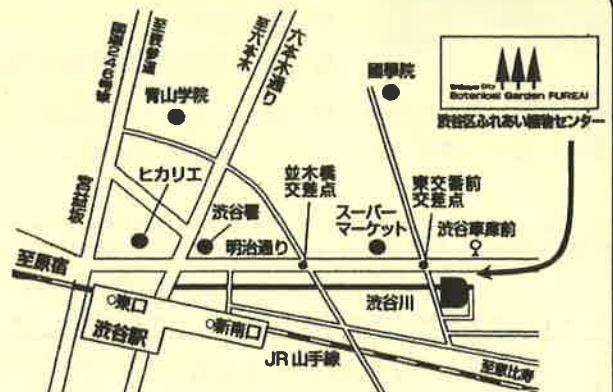 至表参道
国道246号線
至六本木
六本木通り
青山学院
國學院
Botanical Garden FUREAI
渋谷区ふれあい植物センター
宮益坂
ヒカリエ
渋谷署
明治通り
並木橋
交差点
スーパー
マーケット
東交番前
交差点
渋谷車庫前
至原宿
東口
渋谷駅
新南口
渋谷川
JR山手線
至恵比寿